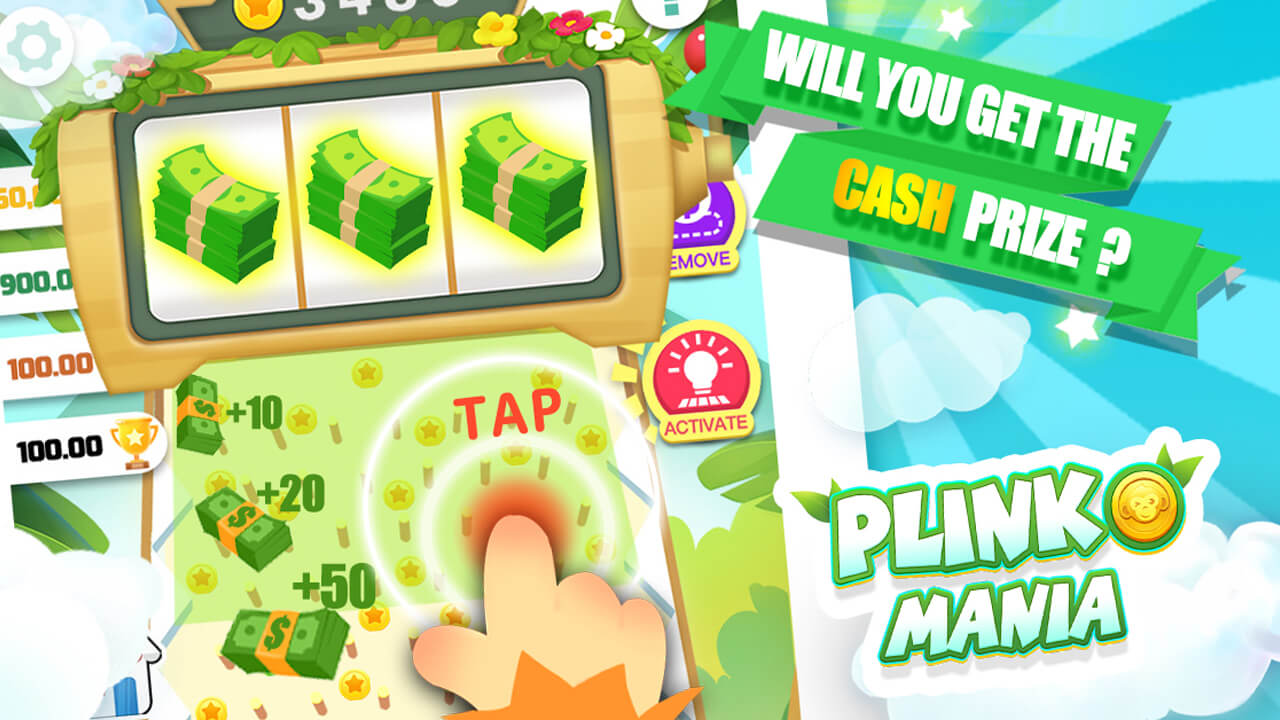 WILL YOU GET THE
CASH PRIZE ?
EMOVE
900.0
100.00
ACTIVATE
TAP
+10
100.00
+20
+50
PLINKO
MANIA